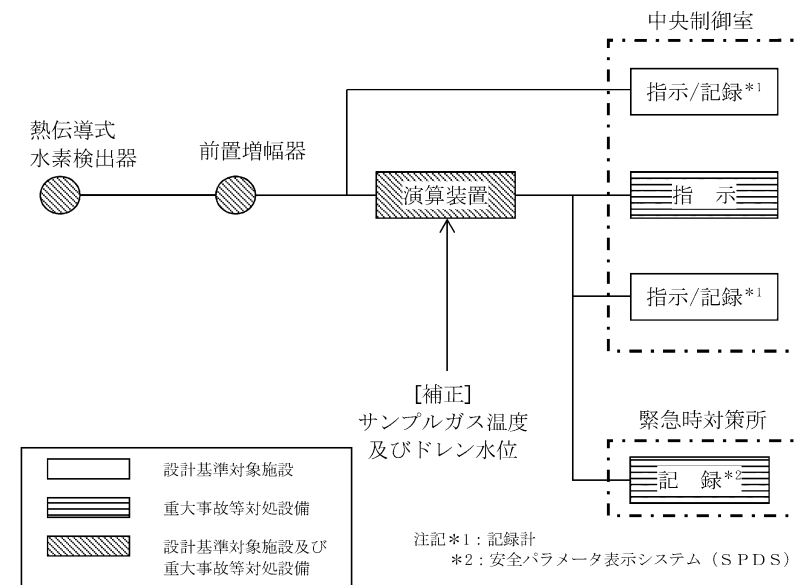 中央制御室
指示/記録*1
熱伝導式
水素検出器
前置増幅器
演算装置
指　示
指示/記録*1
[補正]
サンプルガス温度
及びドレン水位
緊急時対策所
記　録*2
設計基準対象施設
重大事故等対処設備
設計基準対象施設及び
重大事故等対処設備
注記*1：記録計
*2：安全パラメータ表示システム（ＳＰＤＳ）